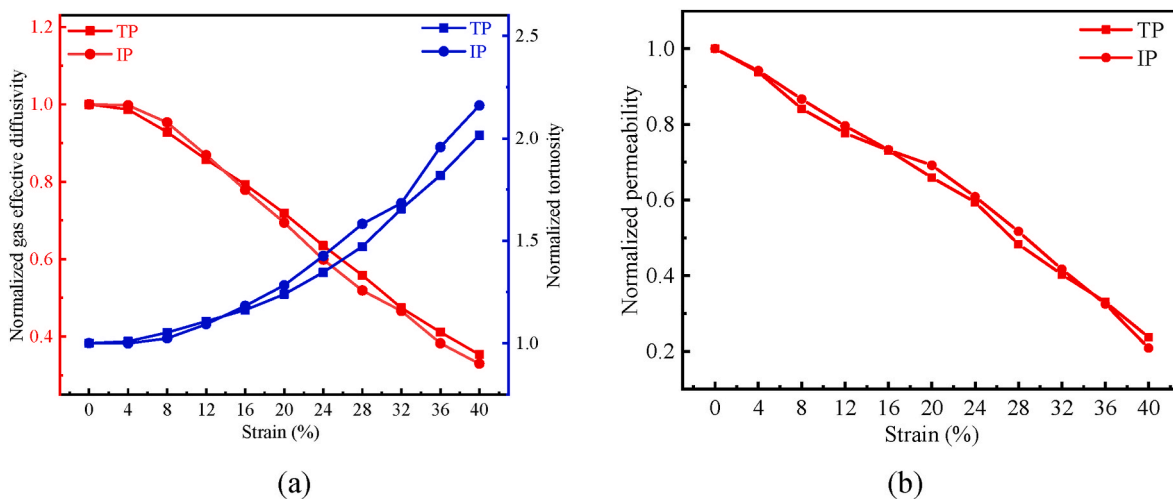 TP
IP
TP
IP
Normalized gas effective diffusivity
1.2
1.0
0.8
0.6
0.4
2.5
2.0
1.5
1.0
Normalized tortuosity
0 4 8 12 16 20 24 28 32 36 40
Strain (%)
(a)
TP
IP
Normalized permeability
1.0
0.8
0.6
0.4
0.2
0 4 8 12 16 20 24 28 32 36 40
Strain (%)
(b)